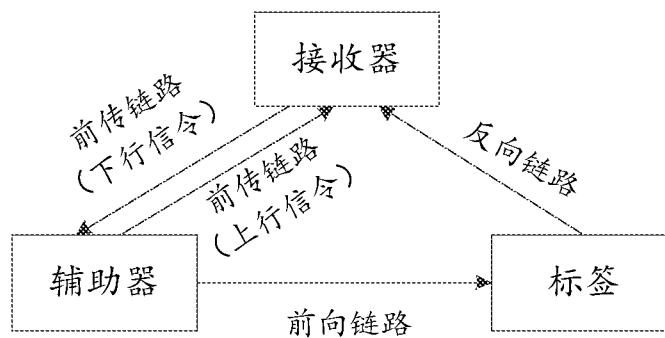 接收器
前传链路
（下行信令）
前传链路
（上行信令）
反向链路
辅助器
标签
前向链路